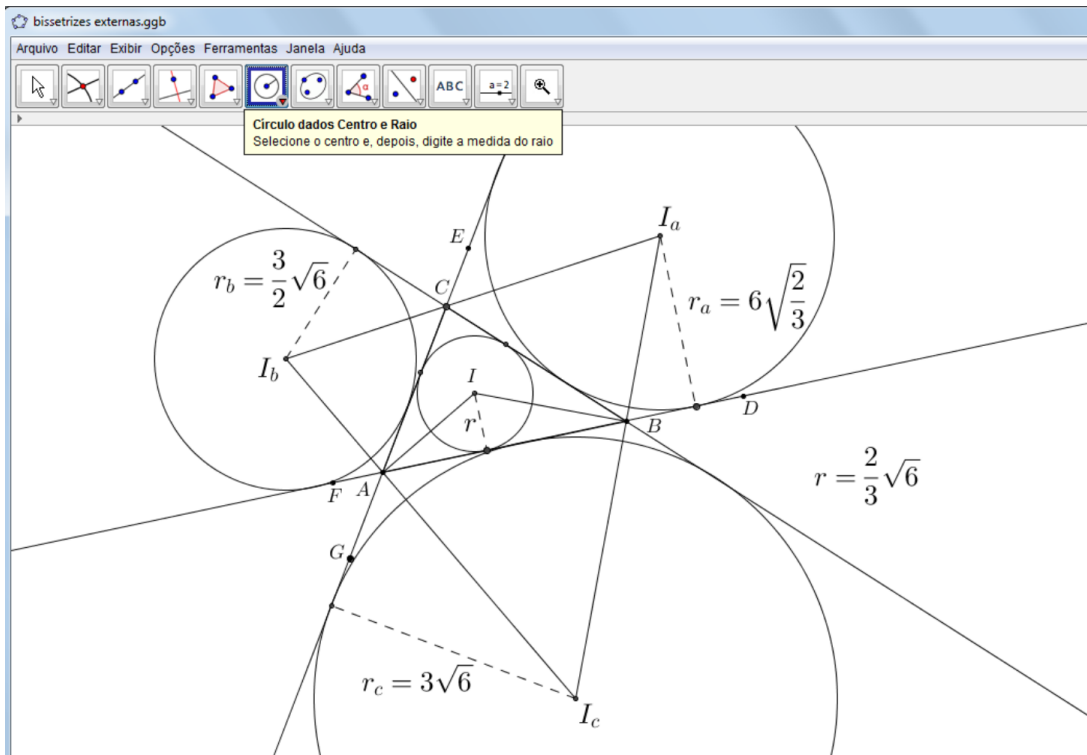 bissetrizes externas.ggb
Arquivo Editar Exibir Opções Ferramentas Janela Ajuda
α ABC a=2
Círculo dados Centro e Raio
Selecione o centro e, depois, digite a medida do raio
I_a
E
r_b = 3/2 √6
C
r_a = 6 √(2/3)
I_b
I
D
r
B
r = 2/3 √6
F A
G
r_c = 3√6
I_c